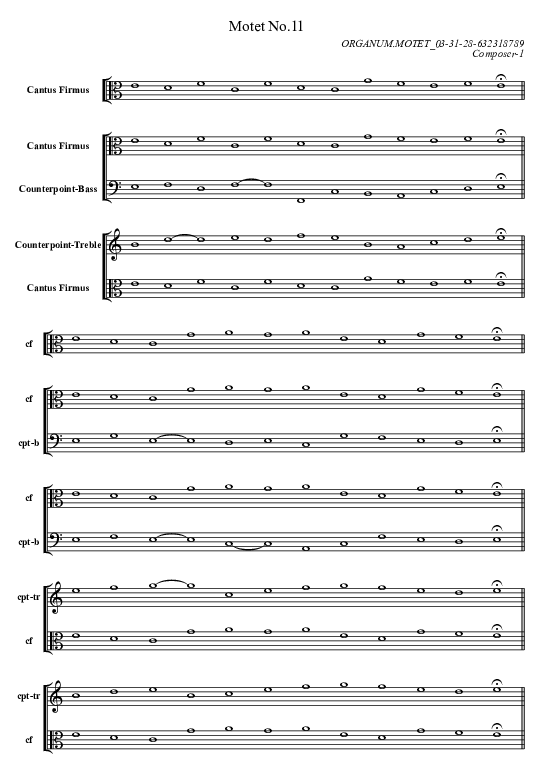 Motet No.11
ORGANUM.MOTET_03-31-28-632318789
Composer-1
Cantus Firmus
Cantus Firmus
Counterpoint-Bass
Counterpoint-Treble
Cantus Firmus
cf
cf
cpt-b
cf
cpt-b
cpt-tr
cf
cpt-tr
cf